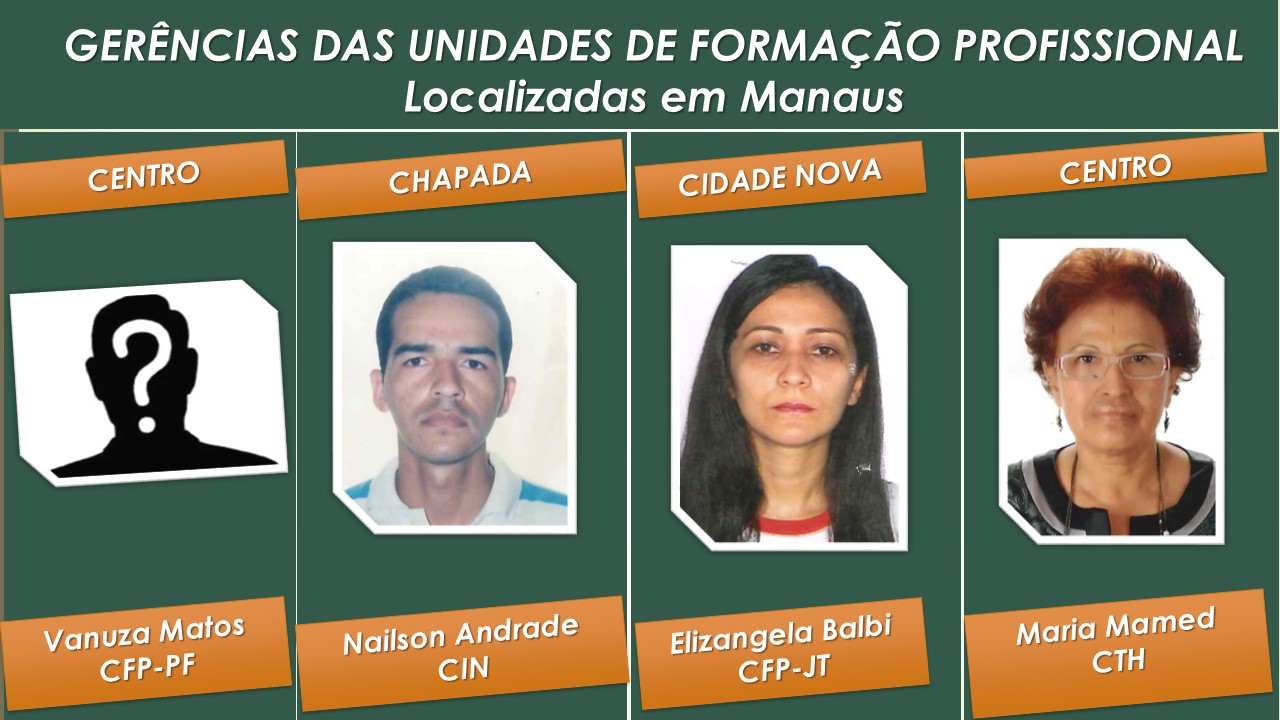 GERÊNCIAS DAS UNIDADES DE FORMAÇÃO PROFISSIONAL
Localizadas em Manaus
CENTRO
CHAPADA
CIDADE NOVA
CENTRO
?
Vanuza Matos
CFP-PF
Nailson Andrade
CIN
Elizangela Balbi
CFP-JT
Maria Mamed
CTH